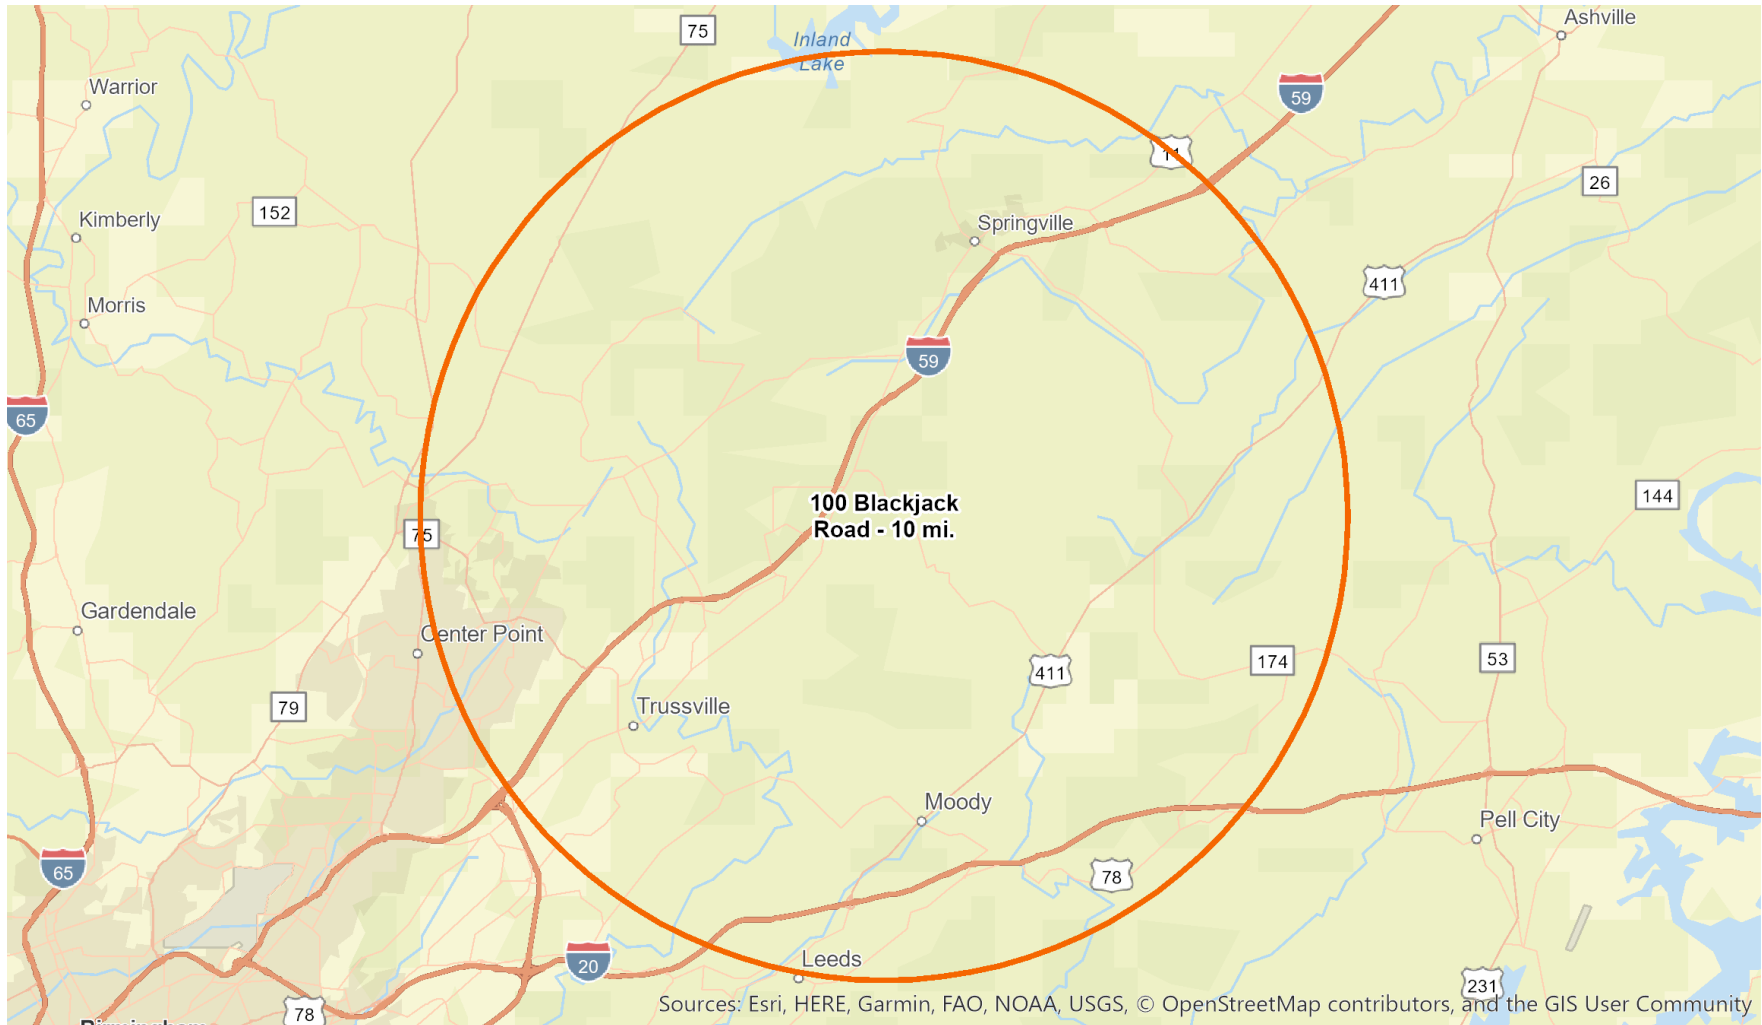 Ashville
75
Inland
Lake
Warrior
59
11
26
152
Kimberly
Springville
411
Morris
59
65
100 Blackjack
Road - 10 mi.
144
75
Gardendale
Center Point
411
174
53
79
Trussville
Moody
Pell City
65
78
Leeds
20
231
78
Sources: Esri, HERE, Garmin, FAO, NOAA, USGS, © OpenStreetMap contributors, and the GIS User Community
Birmingham